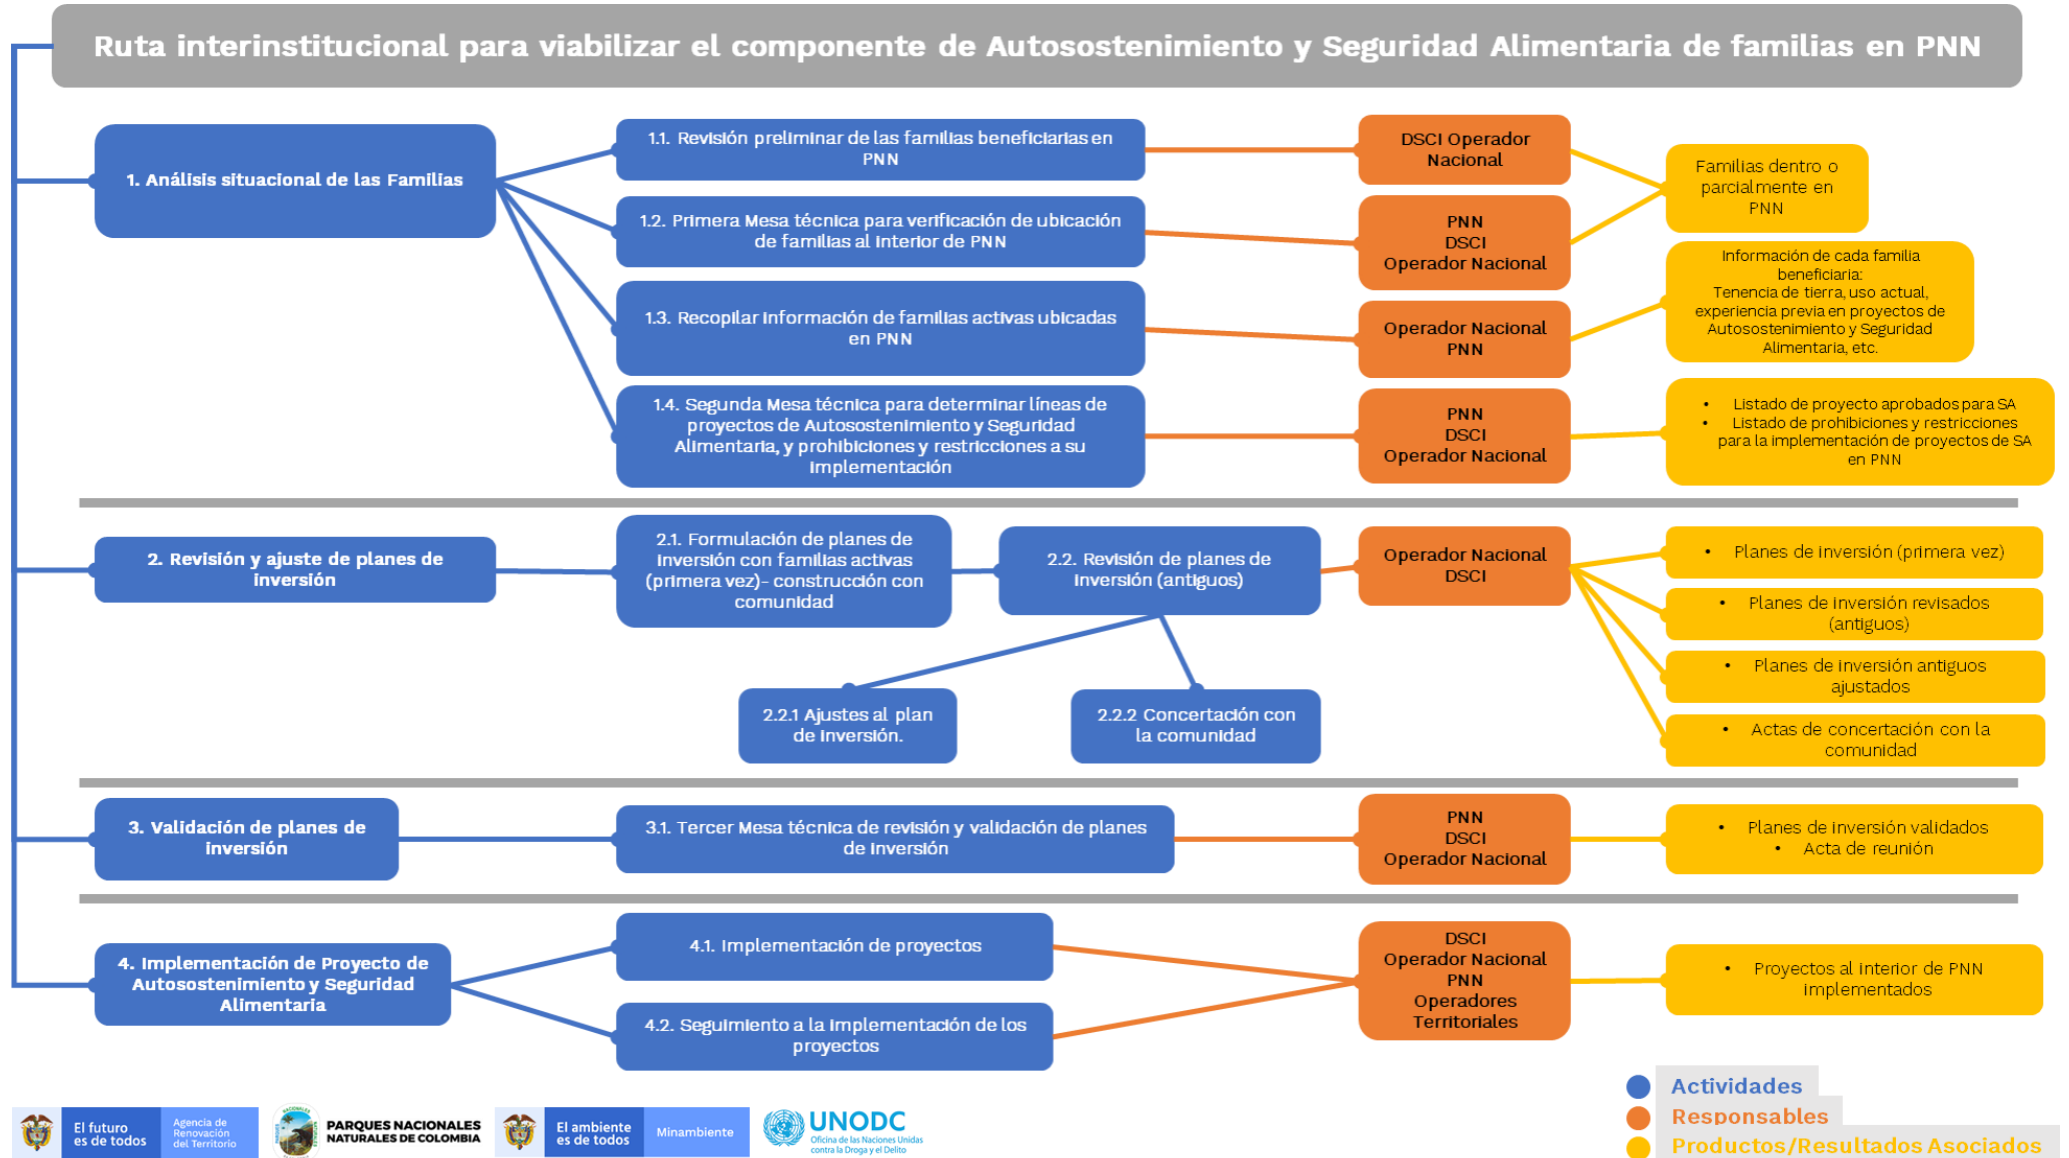 Ruta interinstitucional para viabilizar el componente de Autosostenimiento y Seguridad Alimentaria de familias en PNN
1. Análisis situacional de las Familias
1.1. Revisión preliminar de las familias beneficiarias en
PNN
DSCI Operador
Nacional
Familias dentro o
parcialmente en
PNN
1.2. Primera Mesa técnica para verificación de ubicación
de familias al interior de PNN
PNN
DSCI
Operador Nacional
1.3. Recopilar información de familias activas ubicadas
en PNN
Operador Nacional
PNN
Información de cada familia
beneficiaria:
Tenencia de tierra, uso actual,
experiencia previa en proyectos de
Autosostenimiento y Seguridad
Alimentaria, etc.
1.4. Segunda Mesa técnica para determinar líneas de
proyectos de Autosostenimiento y Seguridad
Alimentaria, y prohibiciones y restricciones a su
implementación
PNN
DSCI
Operador Nacional
• Listado de proyecto aprobados para SA
• Listado de prohibiciones y restricciones
para la implementación de proyectos de SA
en PNN
2. Revisión y ajuste de planes de
inversión
2.1. Formulación de planes de
inversión con familias activas
(primera vez)- construcción con
comunidad
2.2. Revisión de planes de
inversión (antiguos)
2.2.1 Ajustes al plan
de inversión.
2.2.2 Concertación con
la comunidad
Operador Nacional
DSCI
• Planes de inversión (primera vez)
• Planes de inversión revisados
(antiguos)
• Planes de inversión antiguos
ajustados
• Actas de concertación con la
comunidad
3. Validación de planes de
inversión
3.1. Tercer Mesa técnica de revisión y validación de planes
de inversión
PNN
DSCI
Operador Nacional
• Planes de inversión validados
• Acta de reunión
4. Implementación de Proyecto de
Autosostenimiento y Seguridad
Alimentaria
4.1. Implementación de proyectos
4.2. Seguimiento a la implementación de los
proyectos
DSCI
Operador Nacional
PNN
Operadores
Territoriales
• Proyectos al interior de PNN
implementados
Actividades
Responsables
Productos/Resultados Asociados
El futuro
es de todos
Agencia de
Renovación
del Territorio
PARQUES NACIONALES
NATURALES DE COLOMBIA
El ambiente
es de todos
Minambiente
UNODC
Oficina de las Naciones Unidas
contra la Droga y el Delito